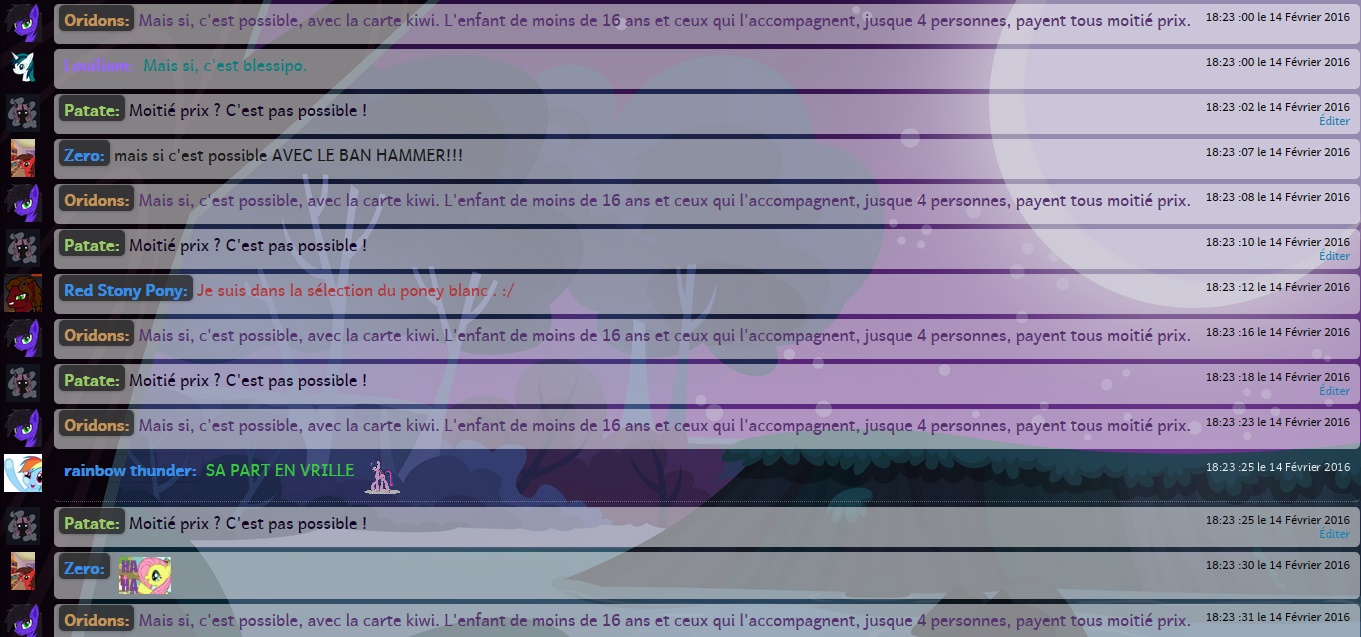 Oridons: Mais si, c'est possible, avec la carte kiwi. L'enfant de moins de 16 ans et ceux qui l'accompagnent, jusque 4 personnes, payent tous moitié prix. 18:23 :00 le 14 Février 2016
Mais si, c'est blessipo. 18:23 :00 le 14 Février 2016
Patate: Moitié prix ? C'est pas possible ! 18:23 :02 le 14 Février 2016
Éditer
Zero: mais si c'est possible AVEC LE BAN HAMMER!!! 18:23 :07 le 14 Février 2016
Oridons: Mais si, c'est possible, avec la carte kiwi. L'enfant de moins de 16 ans et ceux qui l'accompagnent, jusque 4 personnes, payent tous moitié prix. 18:23 :08 le 14 Février 2016
Patate: Moitié prix ? C'est pas possible ! 18:23 :10 le 14 Février 2016
Éditer
Red Stony Pony: Je suis dans la sélection du poney blanc . :/ 18:23 :12 le 14 Février 2016
Oridons: Mais si, c'est possible, avec la carte kiwi. L'enfant de moins de 16 ans et ceux qui l'accompagnent, jusque 4 personnes, payent tous moitié prix. 18:23 :16 le 14 Février 2016
Patate: Moitié prix ? C'est pas possible ! 18:23 :18 le 14 Février 2016
Éditer
Oridons: Mais si, c'est possible, avec la carte kiwi. L'enfant de moins de 16 ans et ceux qui l'accompagnent, jusque 4 personnes, payent tous moitié prix. 18:23 :23 le 14 Février 2016
rainbow thunder: SA PART EN VRILLE 18:23 :25 le 14 Février 2016
Patate: Moitié prix ? C'est pas possible ! 18:23 :25 le 14 Février 2016
Éditer
Zero: HA HA 18:23 :30 le 14 Février 2016
Oridons: Mais si, c'est possible, avec la carte kiwi. L'enfant de moins de 16 ans et ceux qui l'accompagnent, jusque 4 personnes, payent tous moitié prix. 18:23 :31 le 14 Février 2016